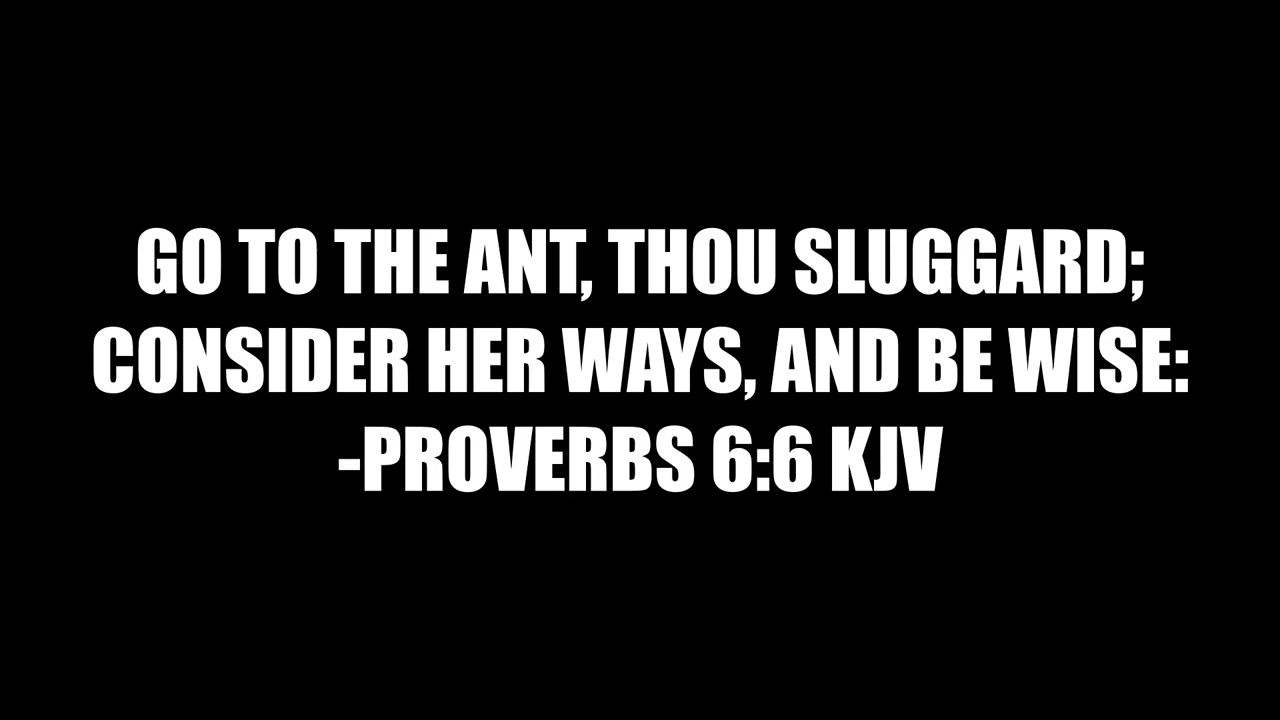 GO TO THE ANT, THOU SLUGGARD;
CONSIDER HER WAYS, AND BE WISE:
-PROVERBS 6:6 KJV